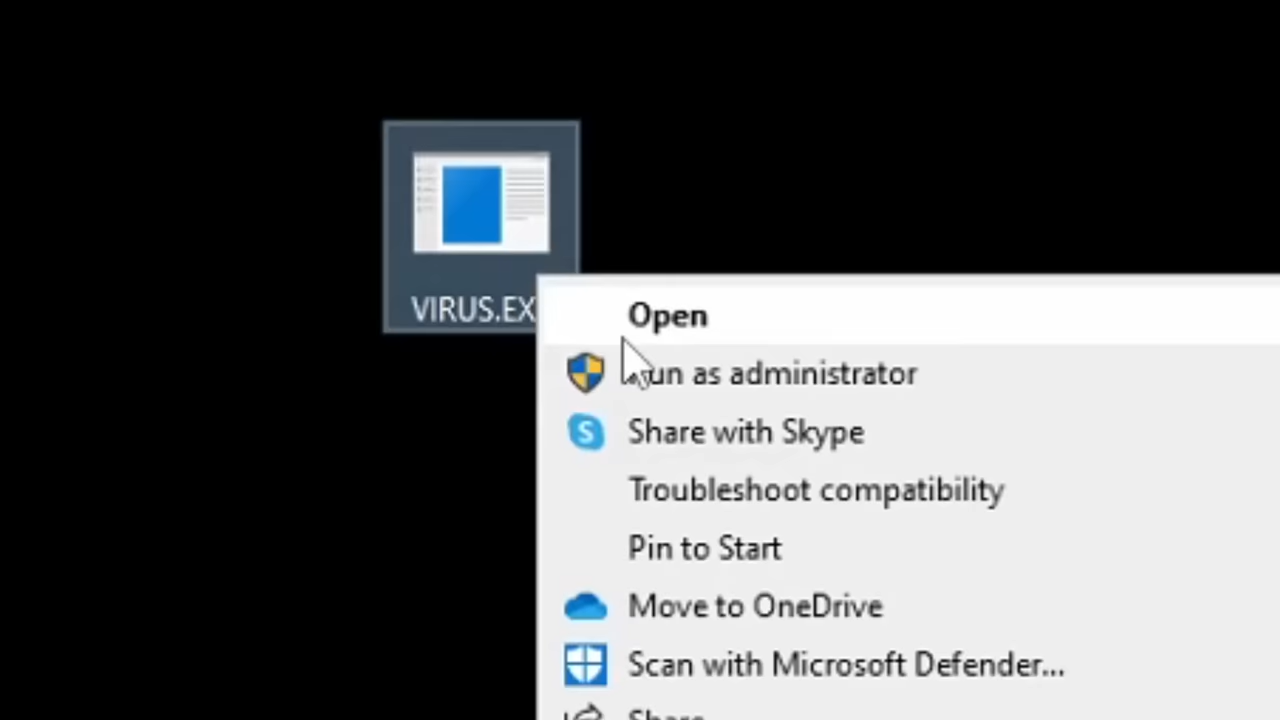 VIRUS.EX
Open
un as administrator
Share with Skype
Troubleshoot compatibility
Pin to Start
Move to OneDrive
Scan with Microsoft Defender...
Share